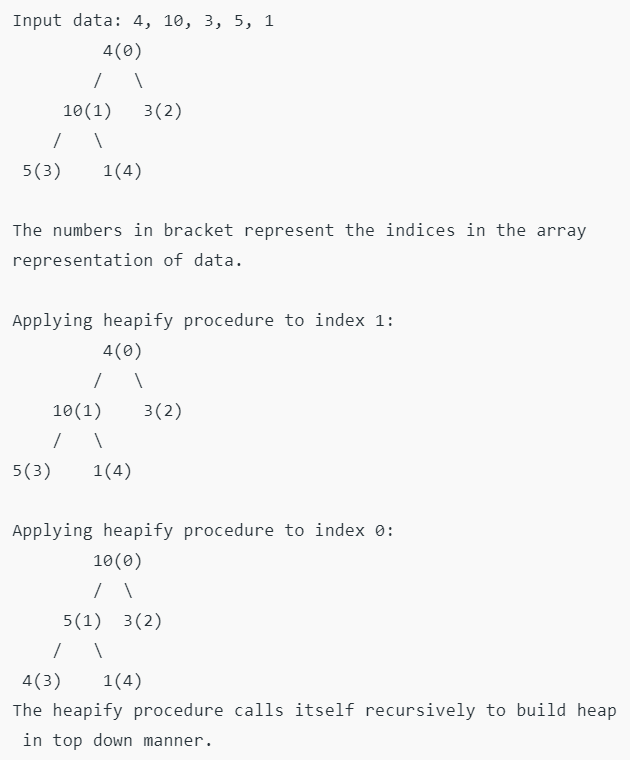 Input data: 4, 10, 3, 5, 1
         4(0)
        /   \
     10(1)   3(2)
    /   \
 5(3)    1(4)
The numbers in bracket represent the indices in the array
representation of data.
Applying heapify procedure to index 1:
         4(0)
        /   \
    10(1)    3(2)
    /   \
5(3)    1(4)
Applying heapify procedure to index 0:
        10(0)
        /  \
     5(1)  3(2)
    /   \
 4(3)    1(4)
The heapify procedure calls itself recursively to build heap
 in top down manner.